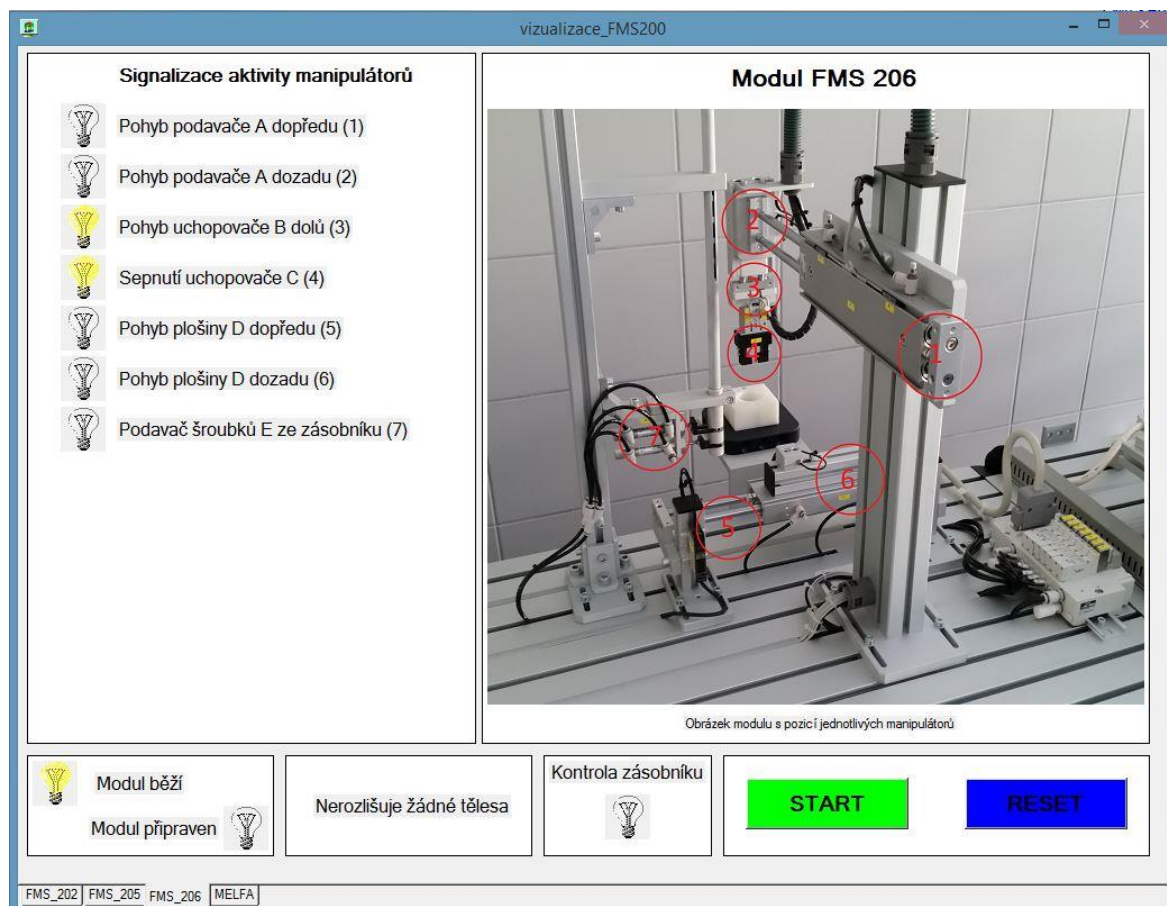 vizualizace_FMS200
Signalizace aktivity manipulátorů
Pohyb podavače A dopředu (1)
Pohyb podavače A dozadu (2)
Pohyb uchopovače B dolů (3)
Sepnutí uchopovače C (4)
Pohyb plošiny D dopředu (5)
Pohyb plošiny D dozadu (6)
Podavač šroubků E ze zásobníku (7)
Modul FMS 206
2
3
4
1
7
6
5
Obrázek modulu s pozicí jednotlivých manipulátorů
Modul běží
Modul připraven
Nerozlišuje žádné tělesa
Kontrola zásobníku
START
RESET
FMS_202 FMS_205 FMS_206 MELFA